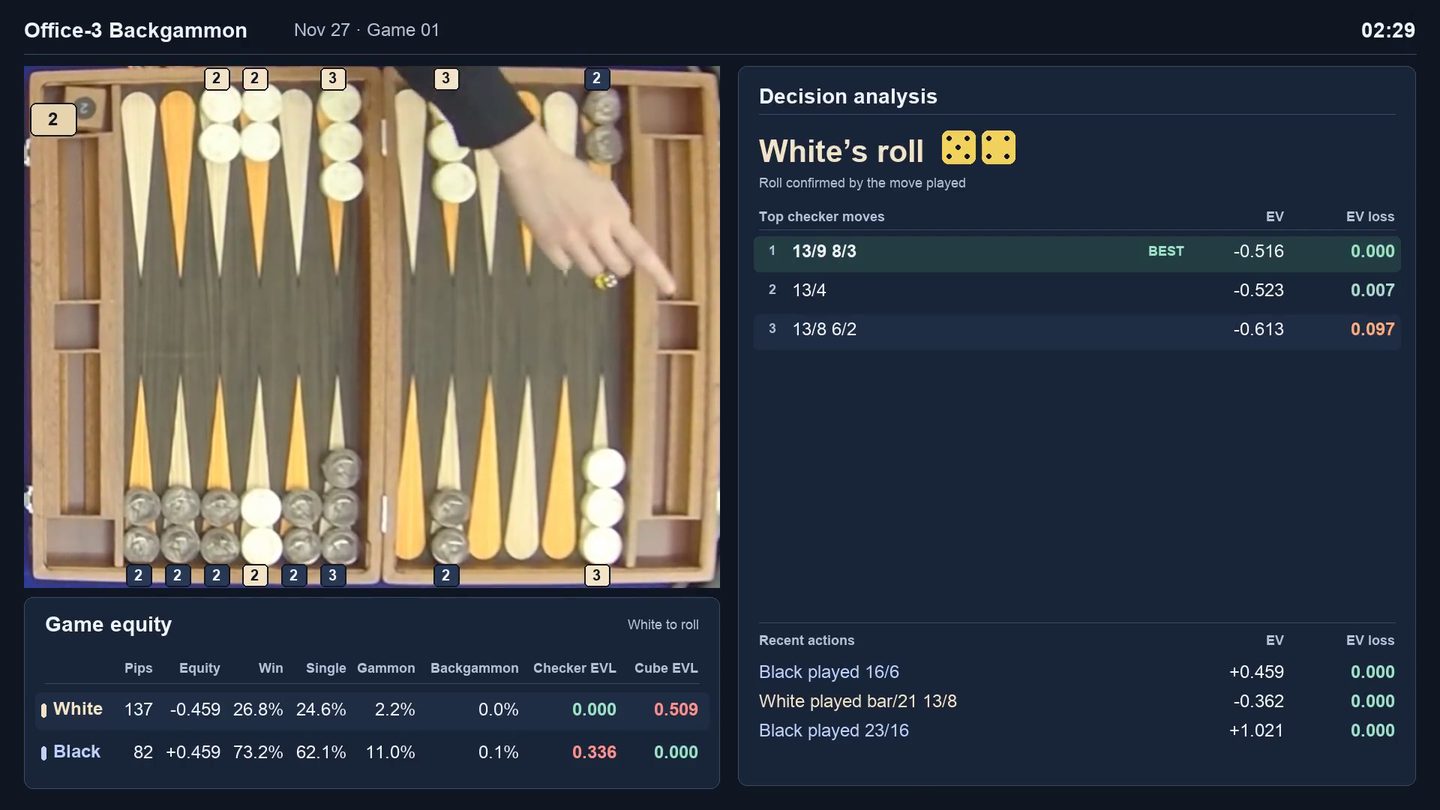 Office-3 Backgammon Nov 27 · Game 01 02:29
2 2 3 3 2
2
2 2 2 2 2 3 2 3
Game equity White to roll
Pips Equity Win Single Gammon Backgammon Checker EVL Cube EVL
White 137 -0.459 26.8% 24.6% 2.2% 0.0% 0.000 0.509
Black 82 +0.459 73.2% 62.1% 11.0% 0.1% 0.336 0.000
Decision analysis
White’s roll
Roll confirmed by the move played
Top checker moves EV EV loss
1 13/9 8/3 BEST -0.516 0.000
2 13/4 -0.523 0.007
3 13/8 6/2 -0.613 0.097
Recent actions EV EV loss
Black played 16/6 +0.459 0.000
White played bar/21 13/8 -0.362 0.000
Black played 23/16 +1.021 0.000